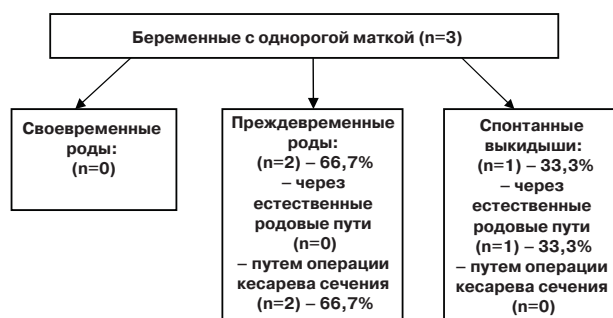 Беременные с однорогой маткой (n=3)
Своевременные
роды:
(n=0)
Преждевременные
роды:
(n=2) – 66,7%
– через
естественные
родовые пути
(n=0)
– путем операции
кесарева сечения
(n=2) – 66,7%
Спонтанные
выкидыши:
(n=1) – 33,3%
– через
естественные
родовые пути
(n=1) – 33,3%
– путем операции
кесарева сечения
(n=0)